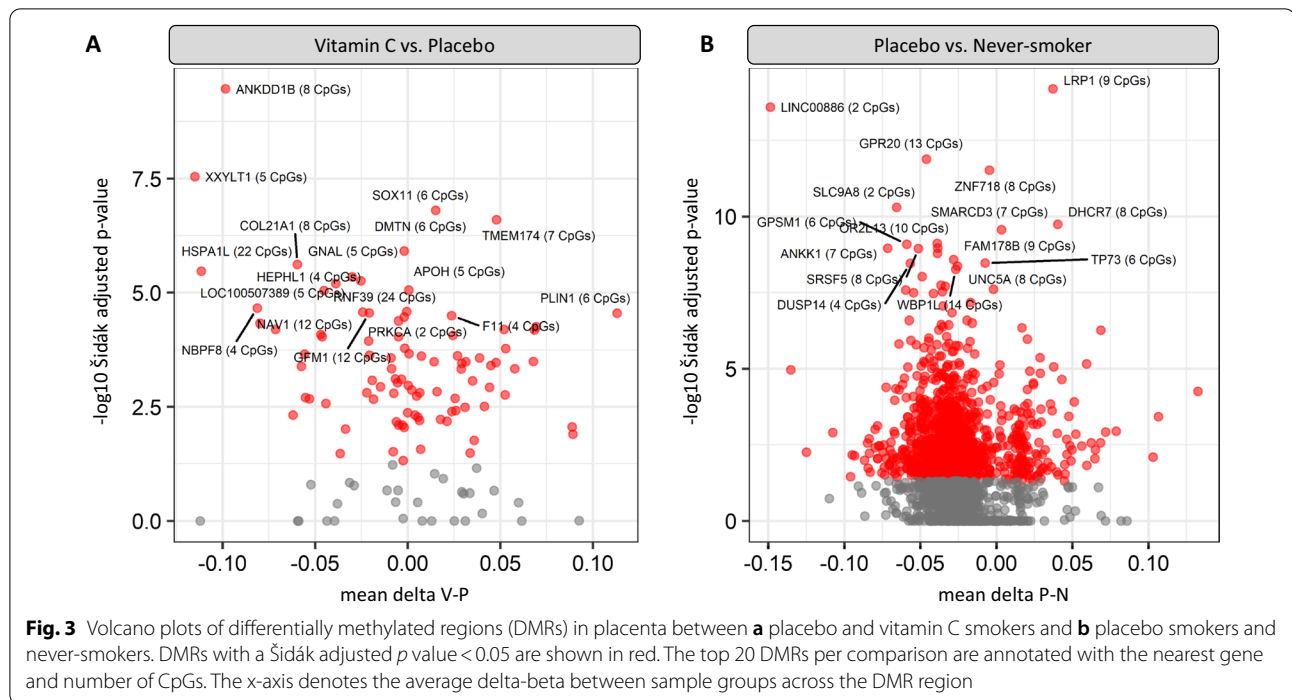 A
Vitamin C vs. Placebo
-log10 Šidák adjusted p-value
7.5
5.0
2.5
0.0
ANKDD1B (8 CpGs)
XXYLT1 (5 CpGs)
SOX11 (6 CpGs)
COL21A1 (8 CpGs)
DMTN (6 CpGs)
TMEM174 (7 CpGs)
HSPA1L (22 CpGs)
GNAL (5 CpGs)
HEPHL1 (4 CpGs)
APOH (5 CpGs)
LOC100507389 (5 CpGs)
RNF39 (24 CpGs)
PLIN1 (6 CpGs)
NAV1 (12 CpGs)
PRKCA (2 CpGs)
F11 (4 CpGs)
NBPF8 (4 CpGs)
GFM1 (12 CpGs)
-0.10
-0.05
0.00
0.05
0.10
mean delta V-P
B
Placebo vs. Never-smoker
-log10 Šidák adjusted p-value
10
5
0
LRP1 (9 CpGs)
LINC00886 (2 CpGs)
GPR20 (13 CpGs)
ZNF718 (8 CpGs)
SLC9A8 (2 CpGs)
SMARCD3 (7 CpGs)
DHCR7 (8 CpGs)
GPSM1 (6 CpGs)
OR2L13 (10 CpGs)
ANKK1 (7 CpGs)
FAM178B (9 CpGs)
TP73 (6 CpGs)
SRSF5 (8 CpGs)
UNC5A (8 CpGs)
DUSP14 (4 CpGs)
WBP1L (14 CpGs)
-0.15
-0.10
-0.05
0.00
0.05
0.10
mean delta P-N
Fig. 3 Volcano plots of differentially methylated regions (DMRs) in placenta between a placebo and vitamin C smokers and b placebo smokers and
never-smokers. DMRs with a Šidák adjusted p value < 0.05 are shown in red. The top 20 DMRs per comparison are annotated with the nearest gene
and number of CpGs. The x-axis denotes the average delta-beta between sample groups across the DMR region